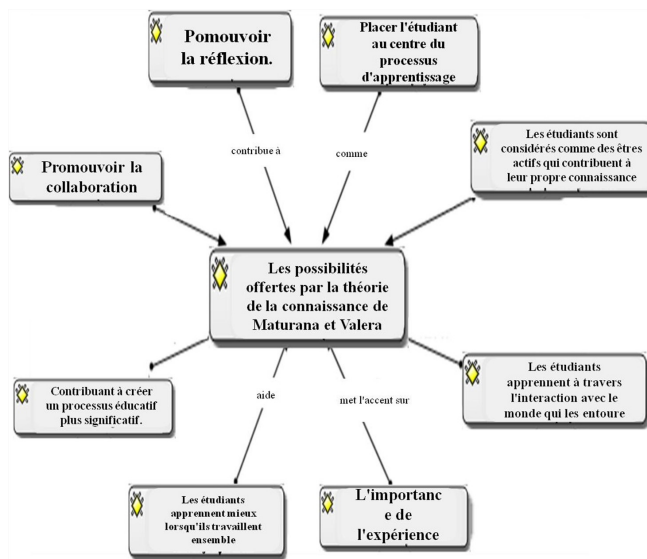 Pomouvoir
la réflexion.
Placer l'étudiant
au centre du
processus
d'apprentissage
contribue à
comme
Les étudiants sont
considérés comme des êtres
actifs qui contribuent à
leur propre connaissance
Promouvoir la
collaboration
Les possibilités
offertes par la théorie
de la connaissance de
Maturana et Valera
Contribuant à créer
un processus éducatif
plus significatif.
aide
met l'accent sur
Les étudiants
apprennent à travers
l'interaction avec le
monde qui les entoure
Les étudiants
apprennent mieux
lorsqu'ils travaillent
ensemble
L'importanc
e de
l'expérience